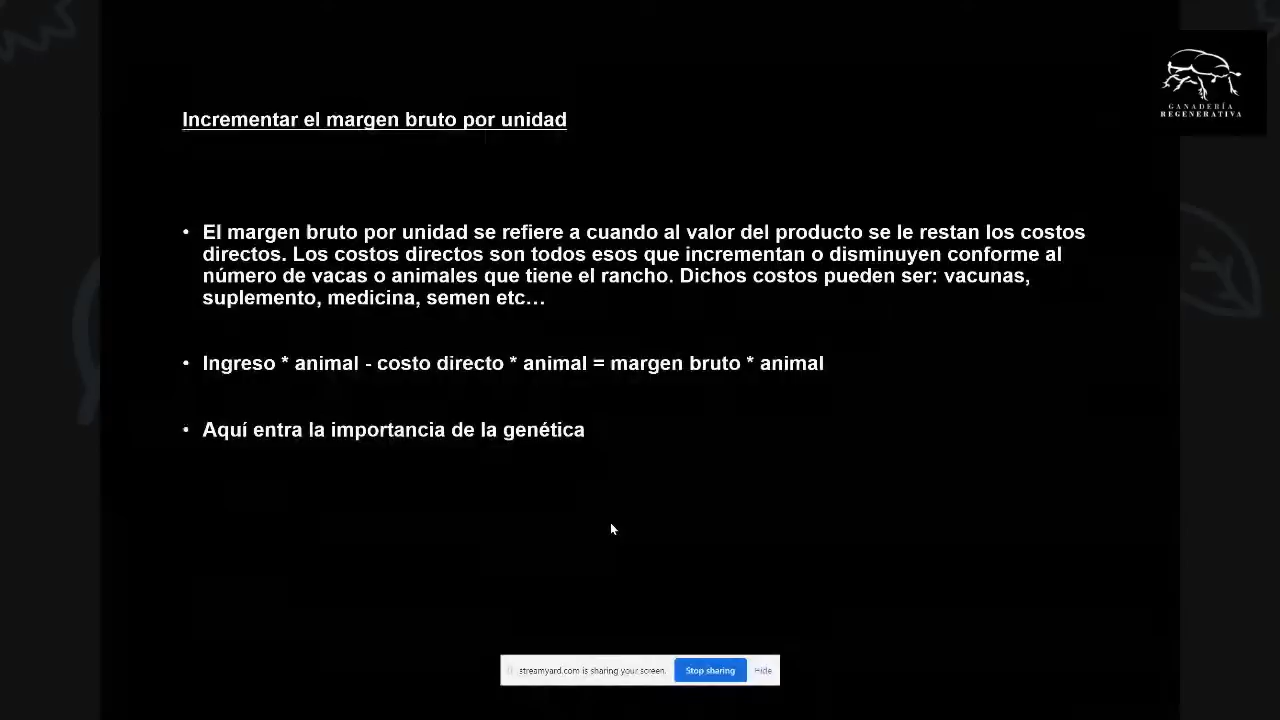 GANADERÍA
REGENERATIVA
Incrementar el margen bruto por unidad
• El margen bruto por unidad se refiere a cuando al valor del producto se le restan los costos
directos. Los costos directos son todos esos que incrementan o disminuyen conforme al
número de vacas o animales que tiene el rancho. Dichos costos pueden ser: vacunas,
suplemento, medicina, semen etc…
• Ingreso * animal - costo directo * animal = margen bruto * animal
• Aquí entra la importancia de la genética
streamyard.com is sharing your screen. Stop sharing Hide